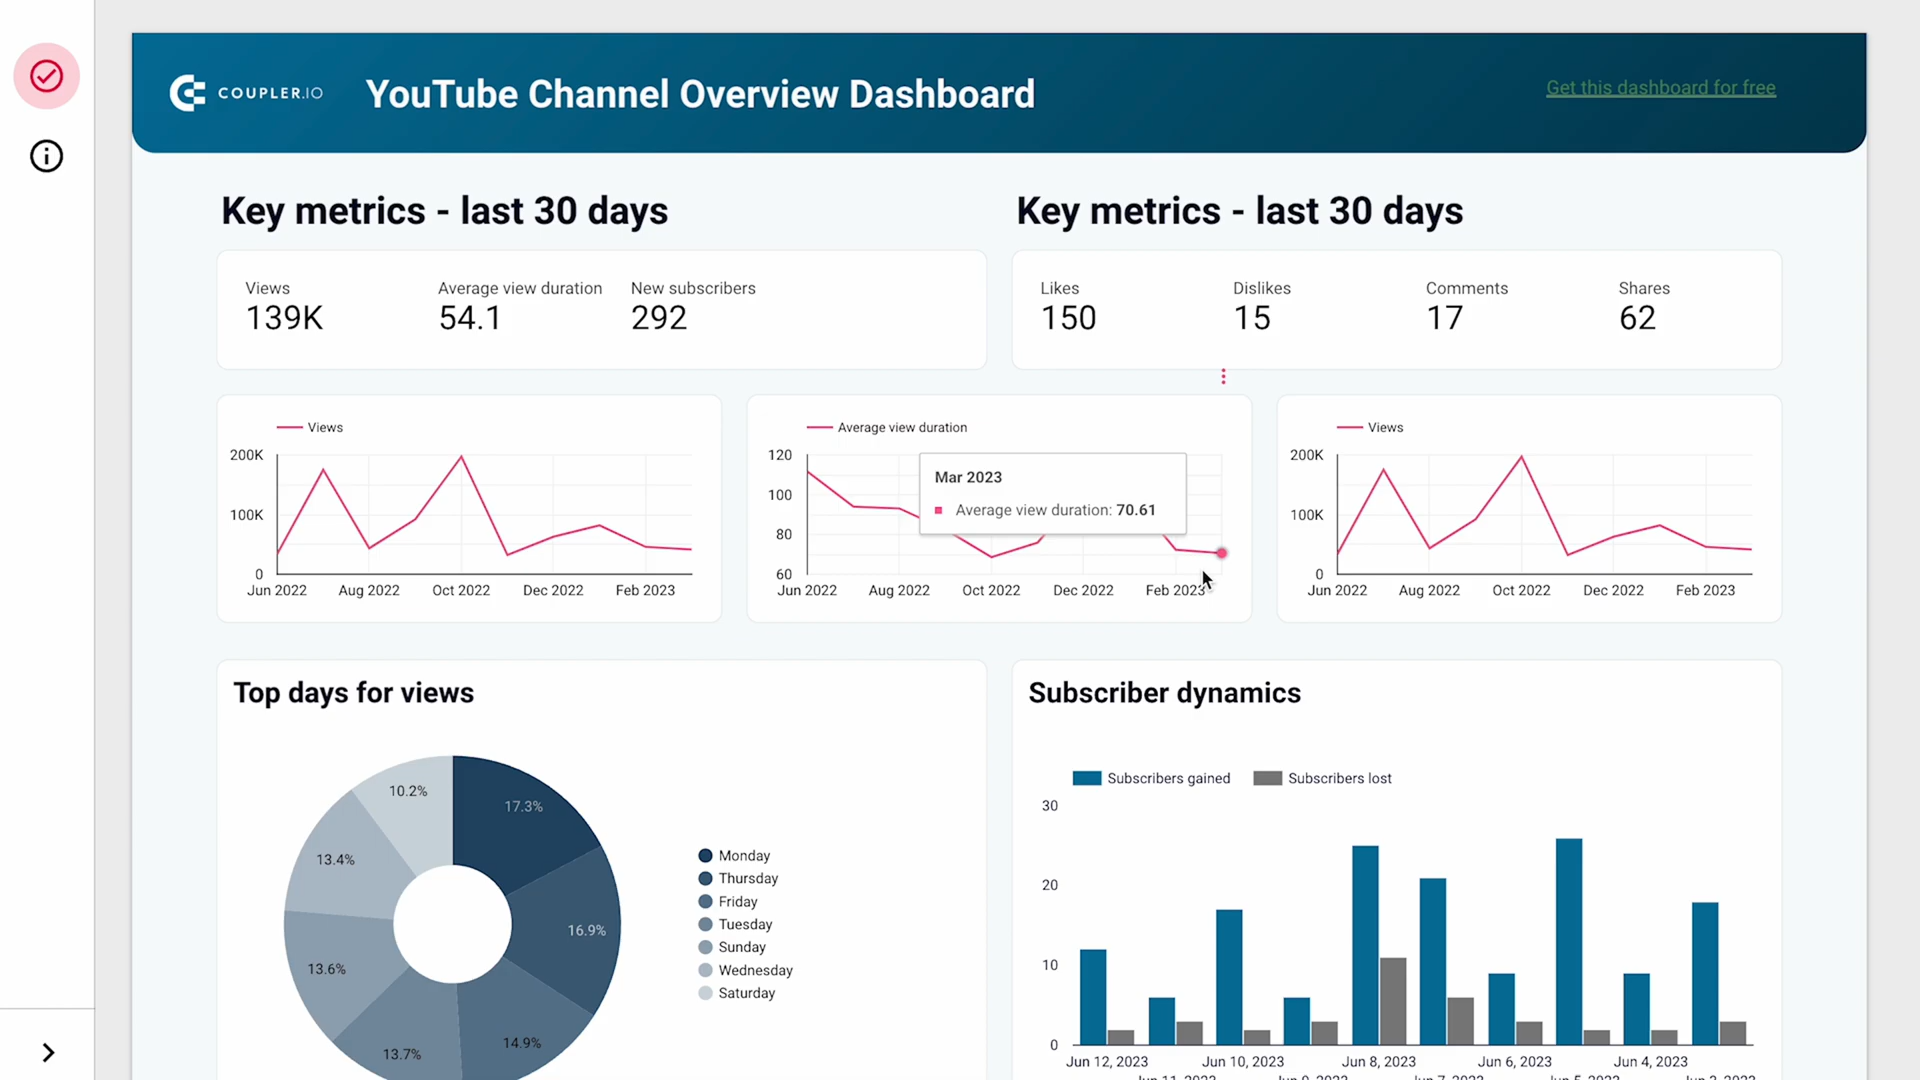 COUPLER.IO
YouTube Channel Overview Dashboard
Get this dashboard for free
Key metrics - last 30 days
Views
139K
Average view duration
54.1
New subscribers
292
Key metrics - last 30 days
Likes
150
Dislikes
15
Comments
17
Shares
62
Views
200K
100K
0
Jun 2022 Aug 2022 Oct 2022 Dec 2022 Feb 2023
Average view duration
120
100
80
60
Mar 2023
Average view duration: 70.61
Jun 2022 Aug 2022 Oct 2022 Dec 2022 Feb 2023
Views
200K
100K
0
Jun 2022 Aug 2022 Oct 2022 Dec 2022 Feb 2023
Top days for views
17.3%
16.9%
14.9%
13.7%
13.6%
13.4%
10.2%
Monday
Thursday
Friday
Tuesday
Sunday
Wednesday
Saturday
Subscriber dynamics
Subscribers gained Subscribers lost
30
20
10
0
Jun 12, 2023 Jun 10, 2023 Jun 8, 2023 Jun 6, 2023 Jun 4, 2023